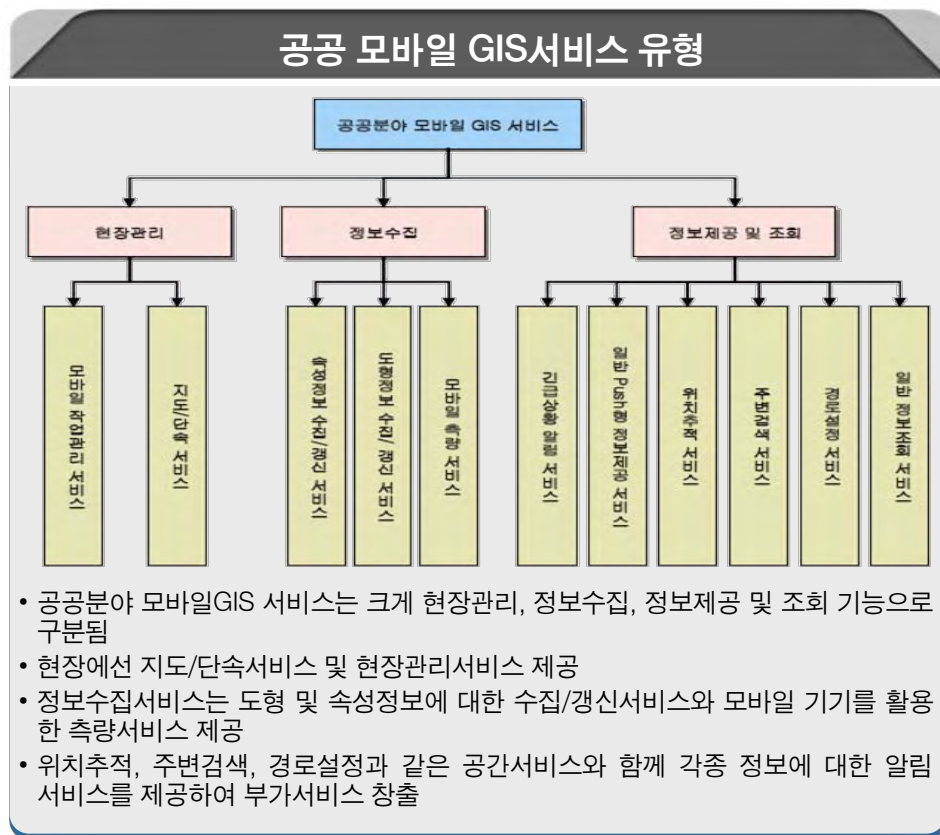 공공 모바일 GIS서비스 유형
공공분야 모바일 GIS 서비스
현장관리
정보수집
정보제공 및 조회
모바일 작업관리 서비스
지도/단속 서비스
속성정보 수집/갱신 서비스
도형정보 수집/갱신 서비스
모바일 측량 서비스
긴급상황 알림 서비스
일반 Push형 정보제공 서비스
위치추적 서비스
주변검색 서비스
경로설정 서비스
일반 정보조회 서비스
• 공공분야 모바일GIS 서비스는 크게 현장관리, 정보수집, 정보제공 및 조회 기능으로
구분됨
• 현장에선 지도/단속서비스 및 현장관리서비스 제공
• 정보수집서비스는 도형 및 속성정보에 대한 수집/갱신서비스와 모바일 기기를 활용
한 측량서비스 제공
• 위치추적, 주변검색, 경로설정과 같은 공간서비스와 함께 각종 정보에 대한 알림
서비스를 제공하여 부가서비스 창출